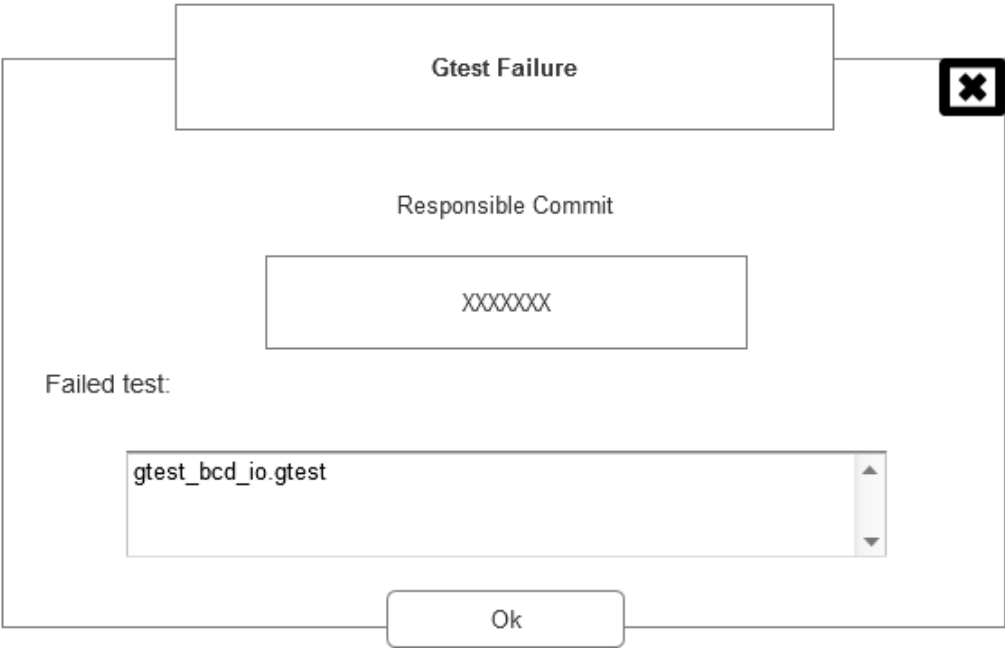 Gtest Failure
Responsible Commit
XXXXXXX
Failed test:
gtest_bcd_io.gtest
Ok